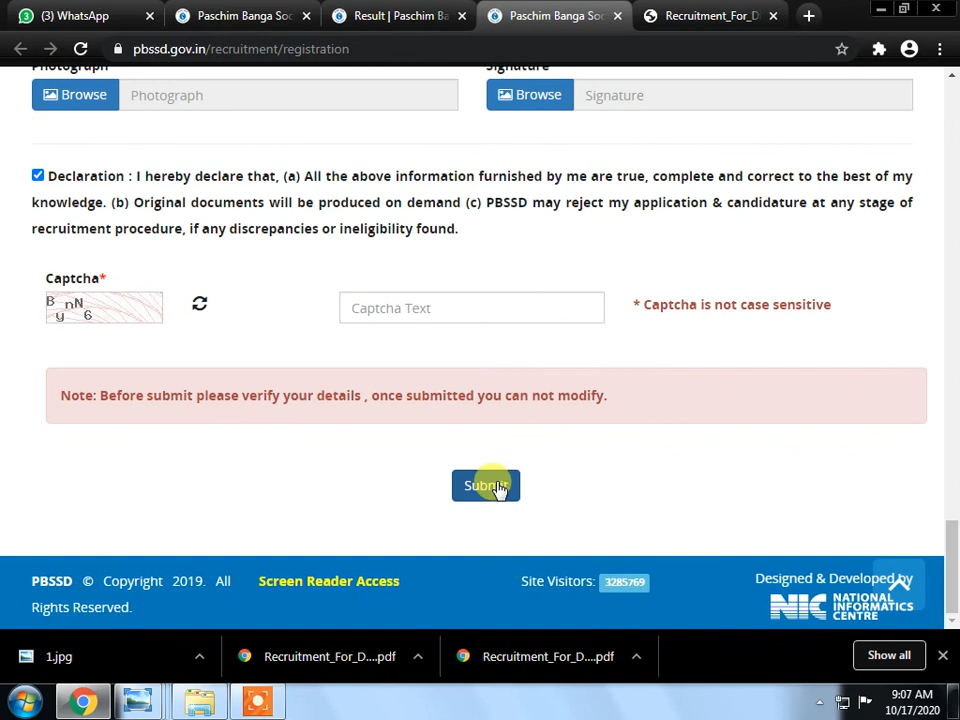 (3) WhatsApp
Paschim Banga Soc
Result | Paschim Ba
Paschim Banga Soc
Recruitment_For_D
pbssd.gov.in/recruitment/registration
Photograph
Signature
Browse
Photograph
Browse
Signature
Declaration : I hereby declare that, (a) All the above information furnished by me are true, complete and correct to the best of my
knowledge. (b) Original documents will be produced on demand (c) PBSSD may reject my application & candidature at any stage of
recruitment procedure, if any discrepancies or ineligibility found.
Captcha*
B y nN 6
Captcha Text
* Captcha is not case sensitive
Note: Before submit please verify your details , once submitted you can not modify.
Submit
PBSSD © Copyright 2019. All
Rights Reserved.
Screen Reader Access
Site Visitors: 3285769
Designed & Developed by
NIC NATIONAL
INFORMATICS
CENTRE
1.jpg
Recruitment_For_D....pdf
Recruitment_For_D....pdf
Show all
9:07 AM
10/17/2020